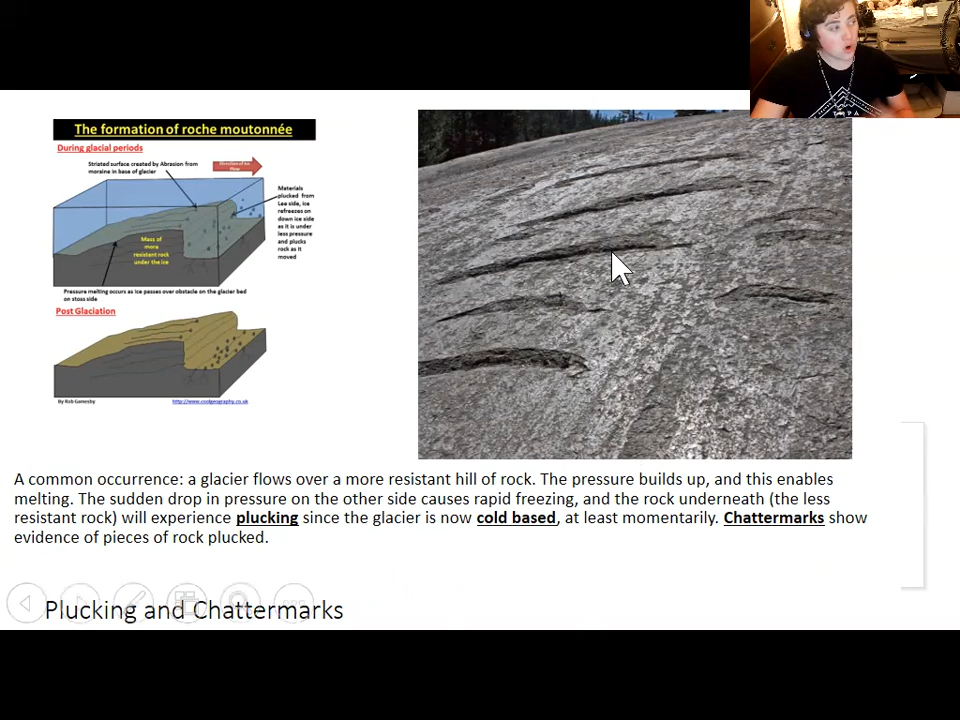 The formation of roche moutonnée
During glacial periods
Striated surface created by Abrasion from
moraine in base of glacier
Direction of Ice
Flow
Materials
plucked from
Lee side, ice
refreezes on
down ice side
as it is under
less pressure
and plucks
rock as it
moved
Mass of
more
resistant rock
under the ice
Pressure melting occurs as ice passes over obstacle on the glacier bed
on stoss side
Post Glaciation
By Rob Gamesby
http://www.coolgeography.co.uk
A common occurrence: a glacier flows over a more resistant hill of rock. The pressure builds up, and this enables
melting. The sudden drop in pressure on the other side causes rapid freezing, and the rock underneath (the less
resistant rock) will experience plucking since the glacier is now cold based, at least momentarily. Chattermarks show
evidence of pieces of rock plucked.
Plucking and Chattermarks